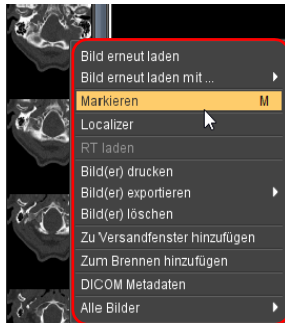 Bild erneut laden
Bild erneut laden mit ...
Markieren M
Localizer
RT laden
Bild(er) drucken
Bild(er) exportieren
Bild(er) löschen
Zu Versandfenster hinzufügen
Zum Brennen hinzufügen
DICOM Metadaten
Alle Bilder